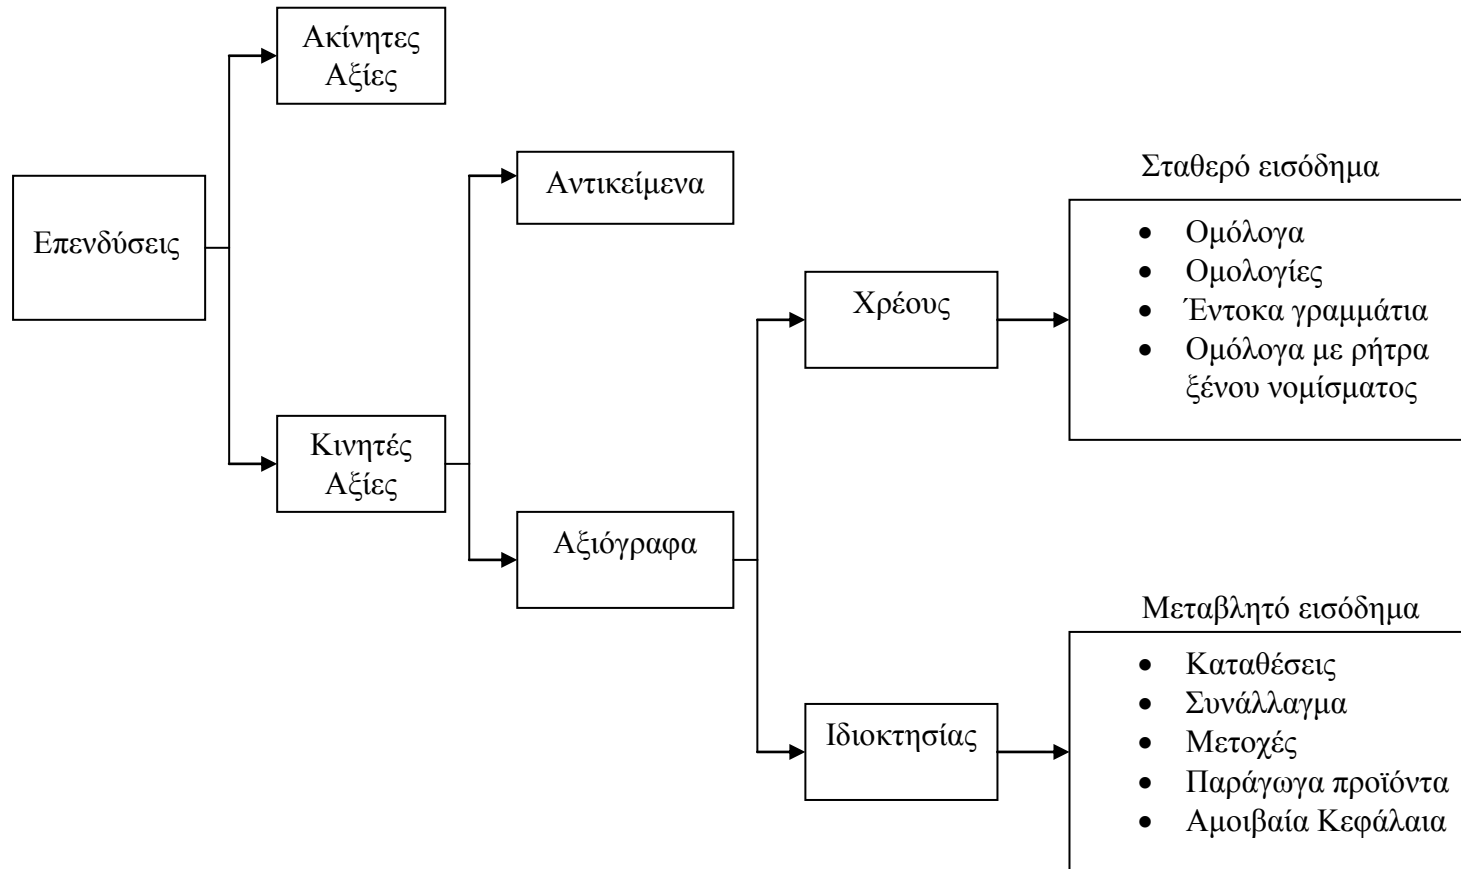 Ακίνητες
Αξίες
Επενδύσεις
Κινητές
Αξίες
Αντικείμενα
Αξιόγραφα
Χρέους
Ιδιοκτησίας
Σταθερό εισόδημα
• Ομόλογα
• Ομολογίες
• Έντοκα γραμμάτια
• Ομόλογα με ρήτρα
ξένου νομίσματος
Μεταβλητό εισόδημα
• Καταθέσεις
• Συνάλλαγμα
• Μετοχές
• Παράγωγα προϊόντα
• Αμοιβαία Κεφάλαια